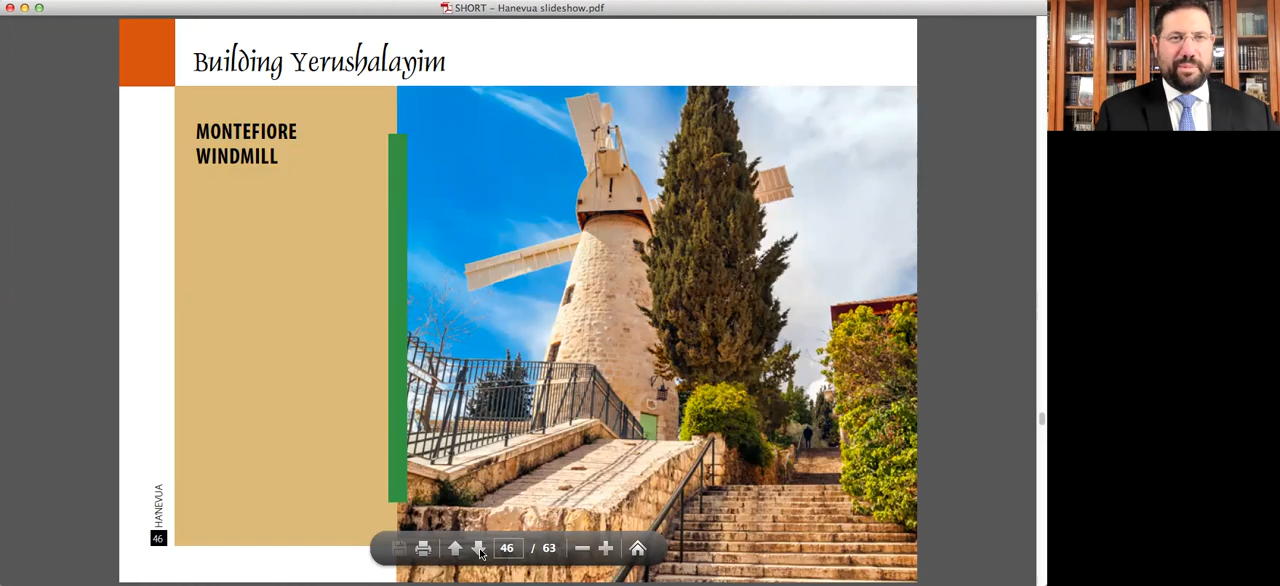 SHORT - Hanevua slideshow.pdf
Building Yerushalayim
MONTEFIORE
WINDMILL
HANEVUA
46
46 / 63